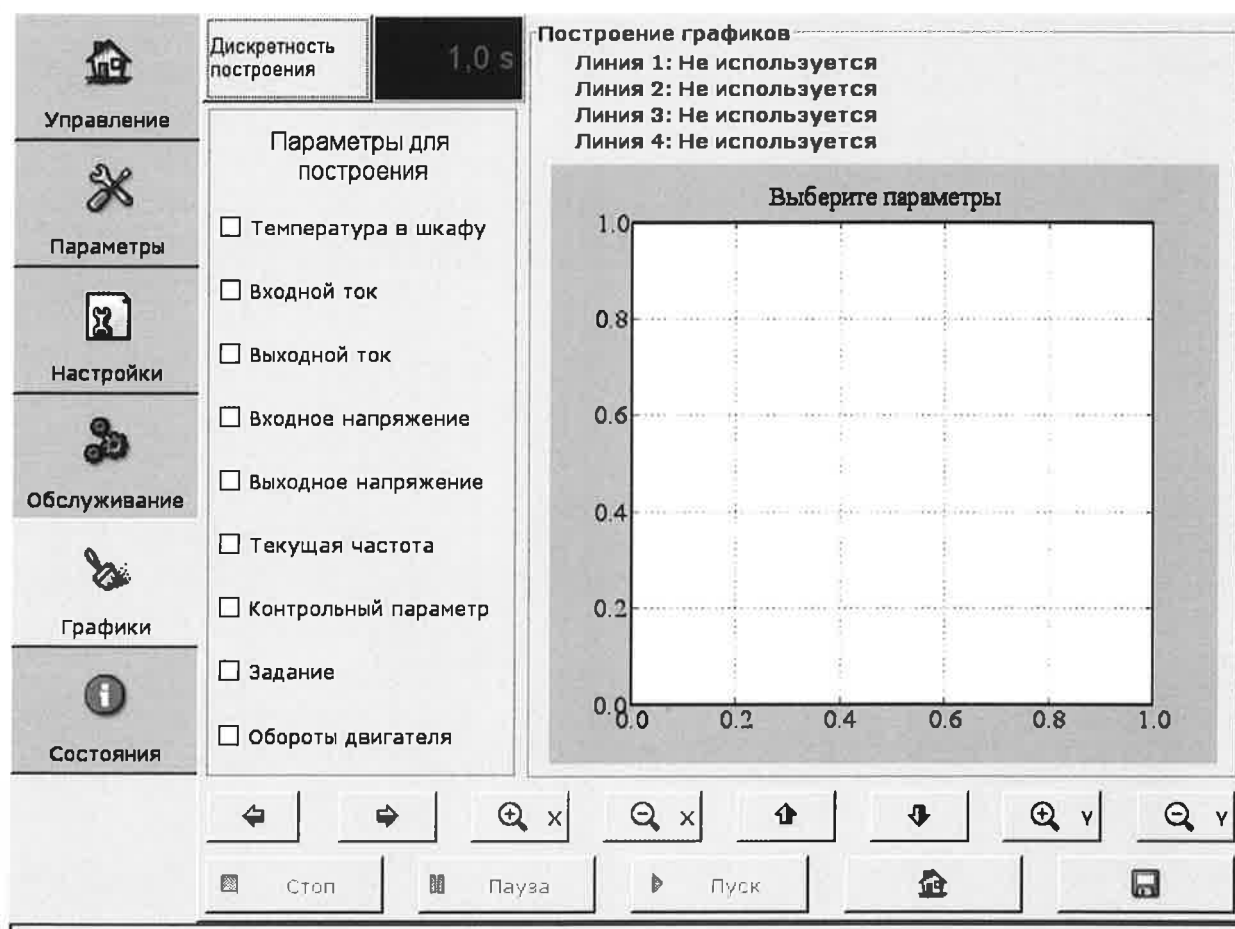 Управление
Параметры
Настройки
Обслуживание
Графики
Состояния
Дискретность
построения
1,0 s
Параметры для
построения
Температура в шкафу
Входной ток
Выходной ток
Входное напряжение
Выходное напряжение
Текущая частота
Контрольный параметр
Задание
Обороты двигателя
Построение графиков
Линия 1: Не используется
Линия 2: Не используется
Линия 3: Не используется
Линия 4: Не используется
Выберите параметры
1.0
0.8
0.6
0.4
0.2
0.0
0.0 0.2 0.4 0.6 0.8 1.0
X X Y Y
Стоп Пауза Пуск